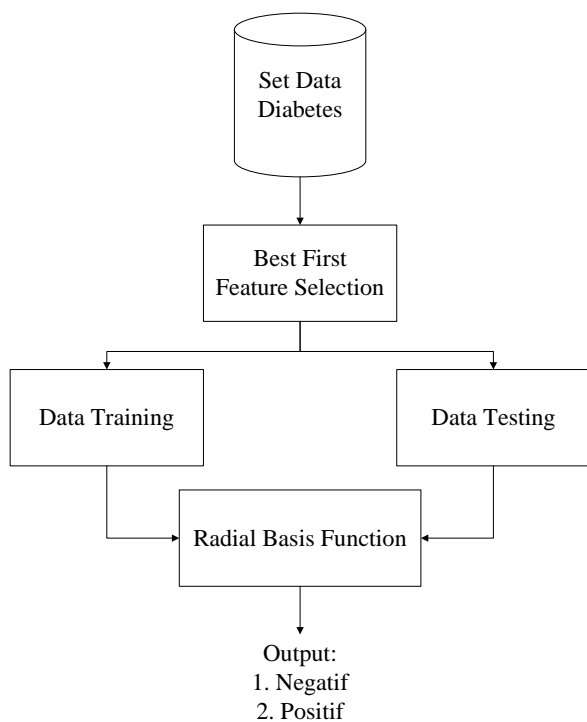 Set Data
Diabetes
Best First
Feature Selection
Data Training
Data Testing
Radial Basis Function
Output:
1. Negatif
2. Positif